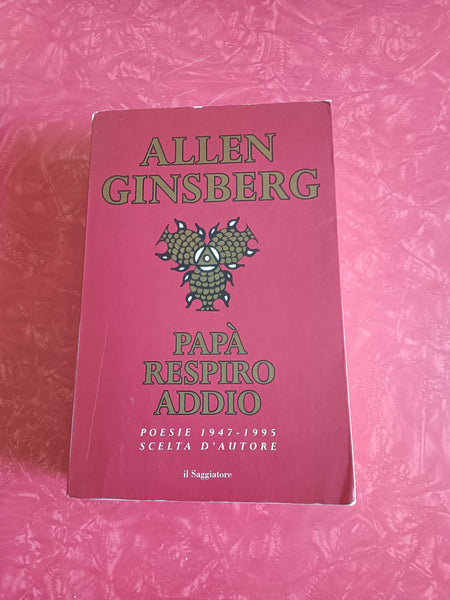 ALLEN
GINSBERG
PAPÀ
RESPIRO
ADDIO
POESIE 1947-1995
SCELTA D'AUTORE
il Saggiatore